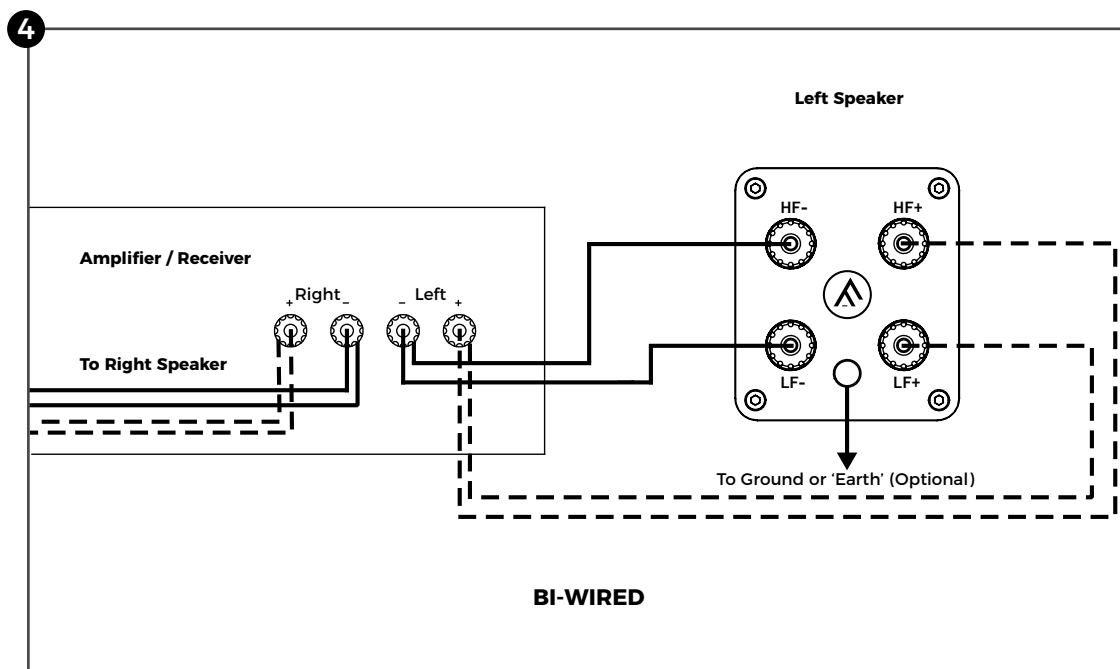 4
Left Speaker
HF- HF+
Amplifier / Receiver
+ Right - - Left +
To Right Speaker
LF- LF+
To Ground or ‘Earth’ (Optional)
BI-WIRED